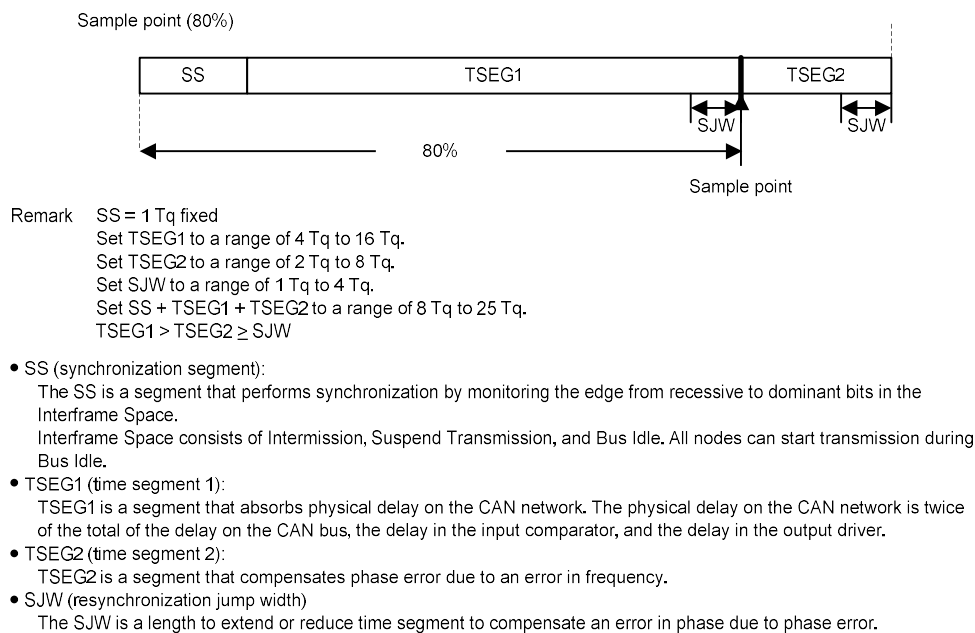 Sample point (80%)
SS TSEG1 TSEG2
SJW SJW
80%
Sample point
Remark SS = 1 Tq fixed
Set TSEG1 to a range of 4 Tq to 16 Tq.
Set TSEG2 to a range of 2 Tq to 8 Tq.
Set SJW to a range of 1 Tq to 4 Tq.
Set SS + TSEG1 + TSEG2 to a range of 8 Tq to 25 Tq.
TSEG1 > TSEG2 ≥ SJW
• SS (synchronization segment):
The SS is a segment that performs synchronization by monitoring the edge from recessive to dominant bits in the
Interframe Space.
Interframe Space consists of Intermission, Suspend Transmission, and Bus Idle. All nodes can start transmission during
Bus Idle.
• TSEG1 (time segment 1):
TSEG1 is a segment that absorbs physical delay on the CAN network. The physical delay on the CAN network is twice
of the total of the delay on the CAN bus, the delay in the input comparator, and the delay in the output driver.
• TSEG2 (time segment 2):
TSEG2 is a segment that compensates phase error due to an error in frequency.
• SJW (resynchronization jump width)
The SJW is a length to extend or reduce time segment to compensate an error in phase due to phase error.